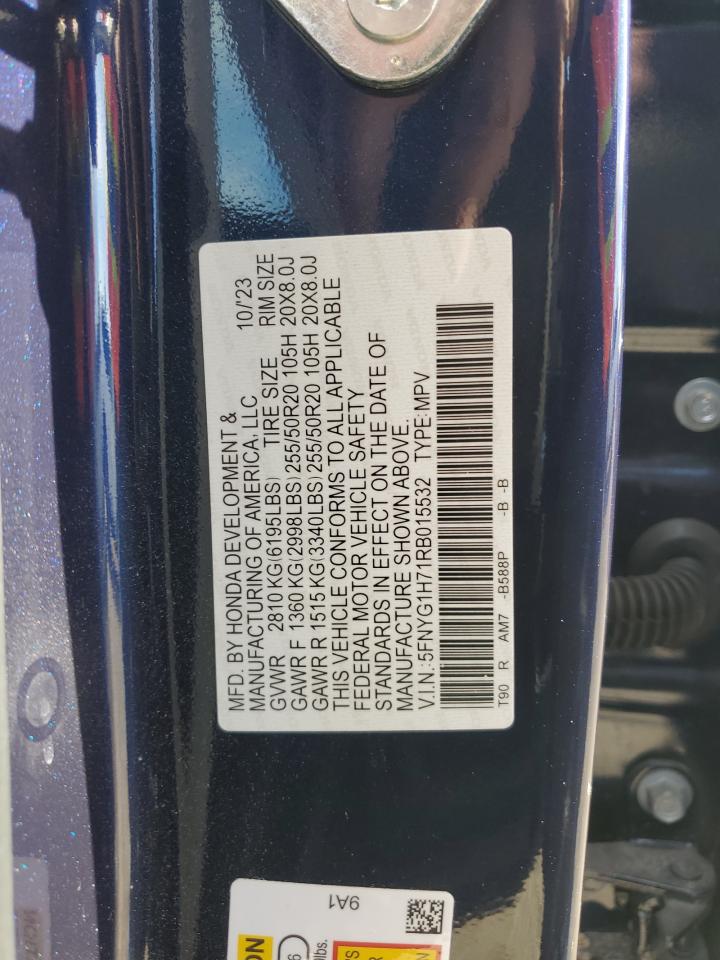 MFD. BY HONDA DEVELOPMENT &
MANUFACTURING OF AMERICA, LLC 10/'23
GVWR 2810 KG(6195LBS) TIRE SIZE RIM SIZE
GAWR F 1360 KG(2998LBS)255/50R20 105H 20X8.0J
GAWR R 1515 KG(3340LBS)255/50R20 105H 20X8.0J
THIS VEHICLE CONFORMS TO ALL APPLICABLE
FEDERAL MOTOR VEHICLE SAFETY
STANDARDS IN EFFECT ON THE DATE OF
MANUFACTURE SHOWN ABOVE.
V.I.N.: 5FNYG1H71RB015532 TYPE: MPV
T90 R AM7 -B588P -B -B
9A1
lbs.